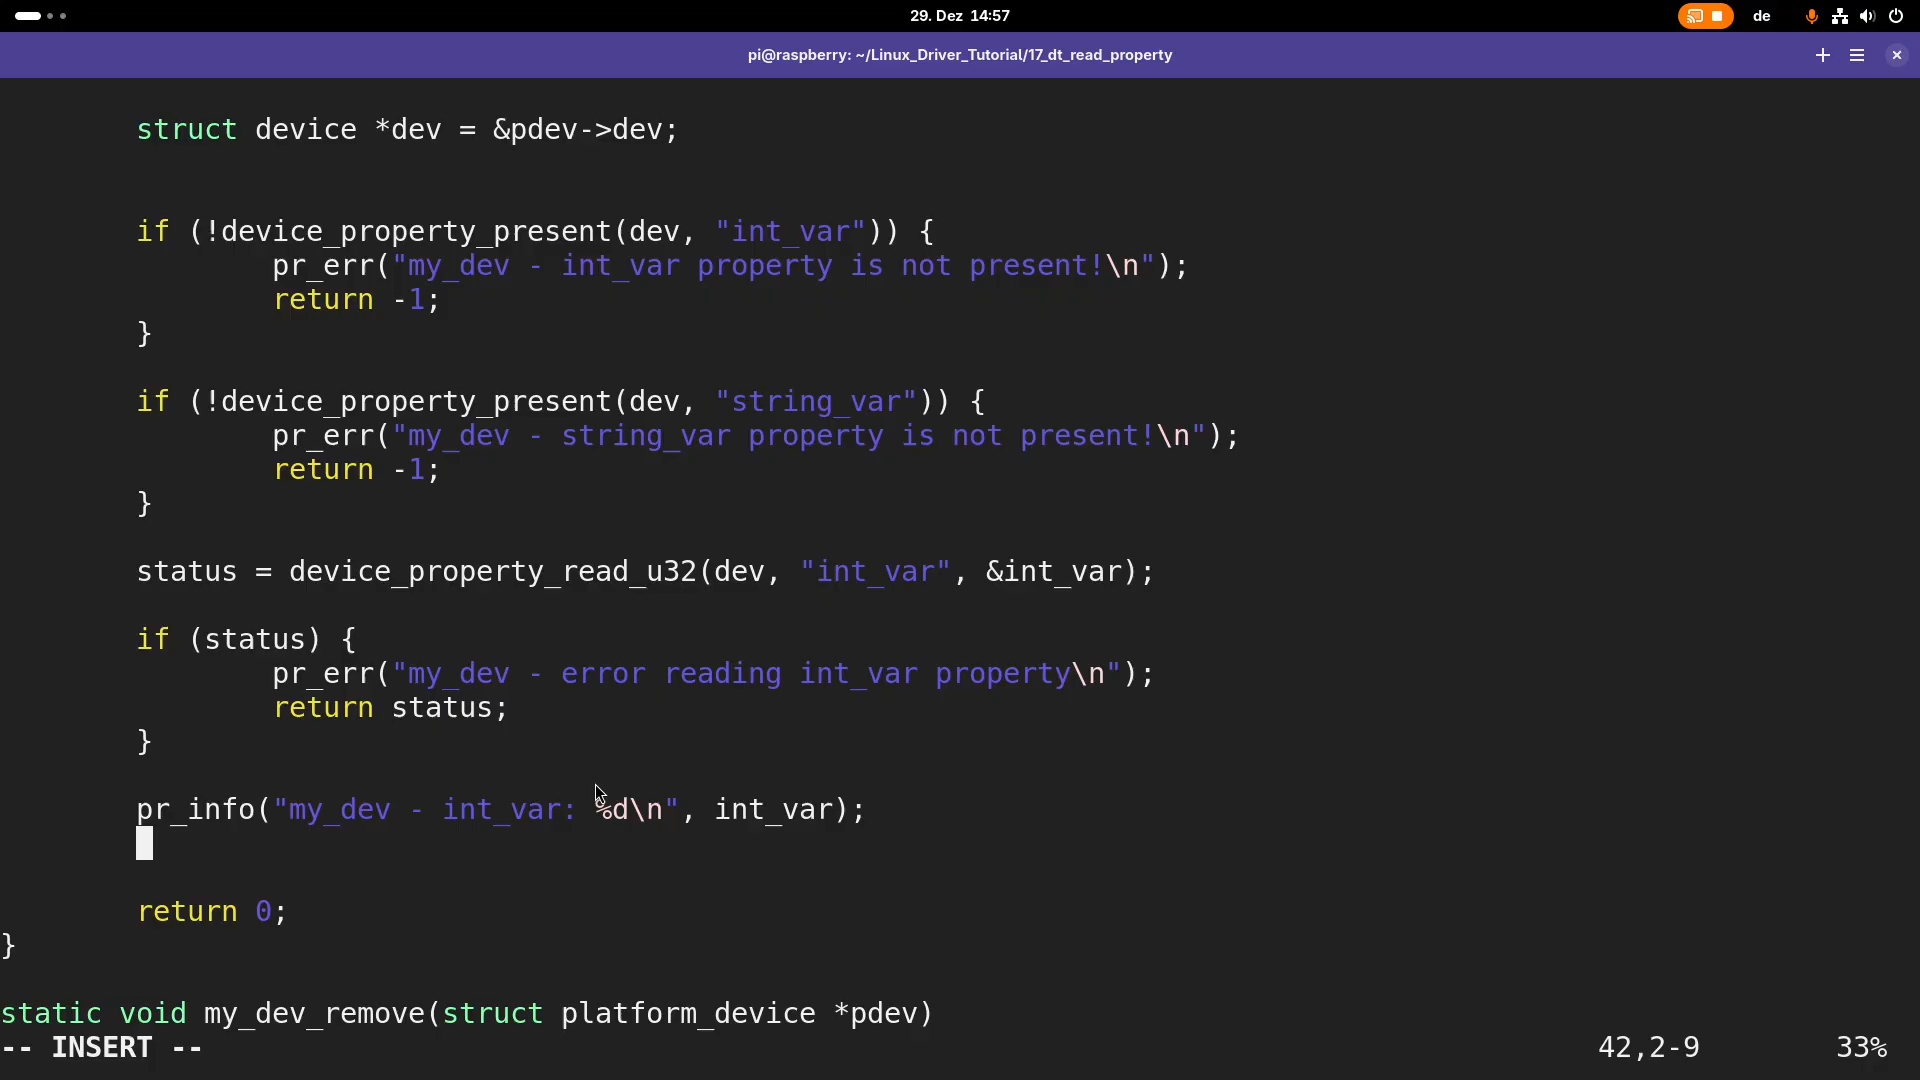 29. Dez 14:57
de
pi@raspberry: ~/Linux_Driver_Tutorial/17_dt_read_property
struct device *dev = &pdev->dev;
if (!device_property_present(dev, "int_var")) {
pr_err("my_dev - int_var property is not present!\n");
return -1;
}
if (!device_property_present(dev, "string_var")) {
pr_err("my_dev - string_var property is not present!\n");
return -1;
}
status = device_property_read_u32(dev, "int_var", &int_var);
if (status) {
pr_err("my_dev - error reading int_var property\n");
return status;
}
pr_info("my_dev - int_var: %d\n", int_var);
return 0;
}
static void my_dev_remove(struct platform_device *pdev)
-- INSERT -- 42,2-9 33%